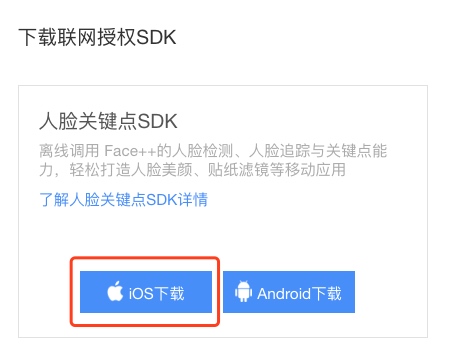 下载联网授权SDK
人脸关键点SDK
离线调用 Face++的人脸检测、人脸追踪与关键点能
力，轻松打造人脸美颜、贴纸滤镜等移动应用
了解人脸关键点SDK详情
iOS下载
Android下载